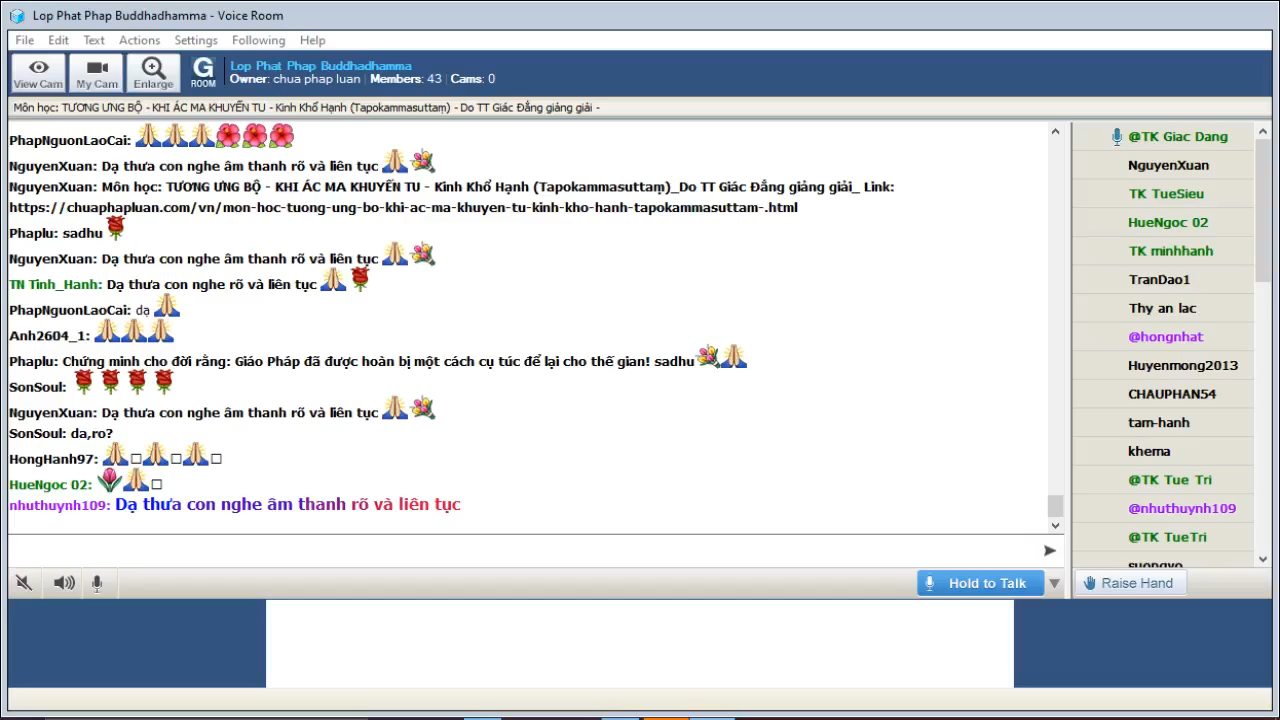 Lop Phat Phap Buddhadhamma - Voice Room
File Edit Text Actions Settings Following Help
View Cam My Cam Enlarge G ROOM
Lop Phat Phap Buddhadhamma
Owner: chua phap luan | Members: 43 | Cams: 0
Môn học: TƯƠNG ƯNG BỘ - KHI ÁC MA KHUYẾN TU - Kinh Khổ Hạnh (Tapokammasuttaṃ) - Do TT Giác Đẳng giảng giải -
PhapNguonLaoCai:
NguyenXuan: Dạ thưa con nghe âm thanh rõ và liên tục
NguyenXuan: Môn học: TƯƠNG ƯNG BỘ - KHI ÁC MA KHUYẾN TU - Kinh Khổ Hạnh (Tapokammasuttaṃ)_Do TT Giác Đẳng giảng giải_ Link:
https://chuaphapluan.com/vn/mon-hoc-tuong-ung-bo-khi-ac-ma-khuyen-tu-kinh-kho-hanh-tapokammasuttam-.html
Phaplu: sadhu
NguyenXuan: Dạ thưa con nghe âm thanh rõ và liên tục
TN Tinh_Hanh: Dạ thưa con nghe rõ và liên tục
PhapNguonLaoCai: dạ
Anh2604_1:
Phaplu: Chứng minh cho đời rằng: Giáo Pháp đã được hoàn bị một cách cụ túc để lại cho thế gian! sadhu
SonSoul:
NguyenXuan: Dạ thưa con nghe âm thanh rõ và liên tục
SonSoul: da,ro?
HongHanh97:
HueNgoc 02:
nhuthuynh109: Dạ thưa con nghe âm thanh rõ và liên tục
Hold to Talk
@TK Giac Dang
NguyenXuan
TK TueSieu
HueNgoc 02
TK minhhanh
TranDao1
Thy an lac
@hongnhat
Huyenmong2013
CHAUPHAN54
tam-hanh
khema
@TK Tue Tri
@nhuthuynh109
@TK TueTri
Raise Hand